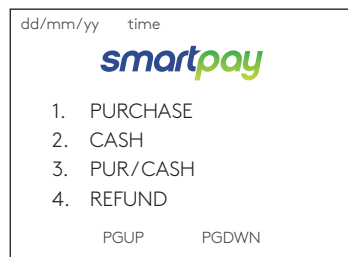 dd/mm/yy time
smartpay
1. PURCHASE
2. CASH
3. PUR/CASH
4. REFUND
PGUP PGDWN